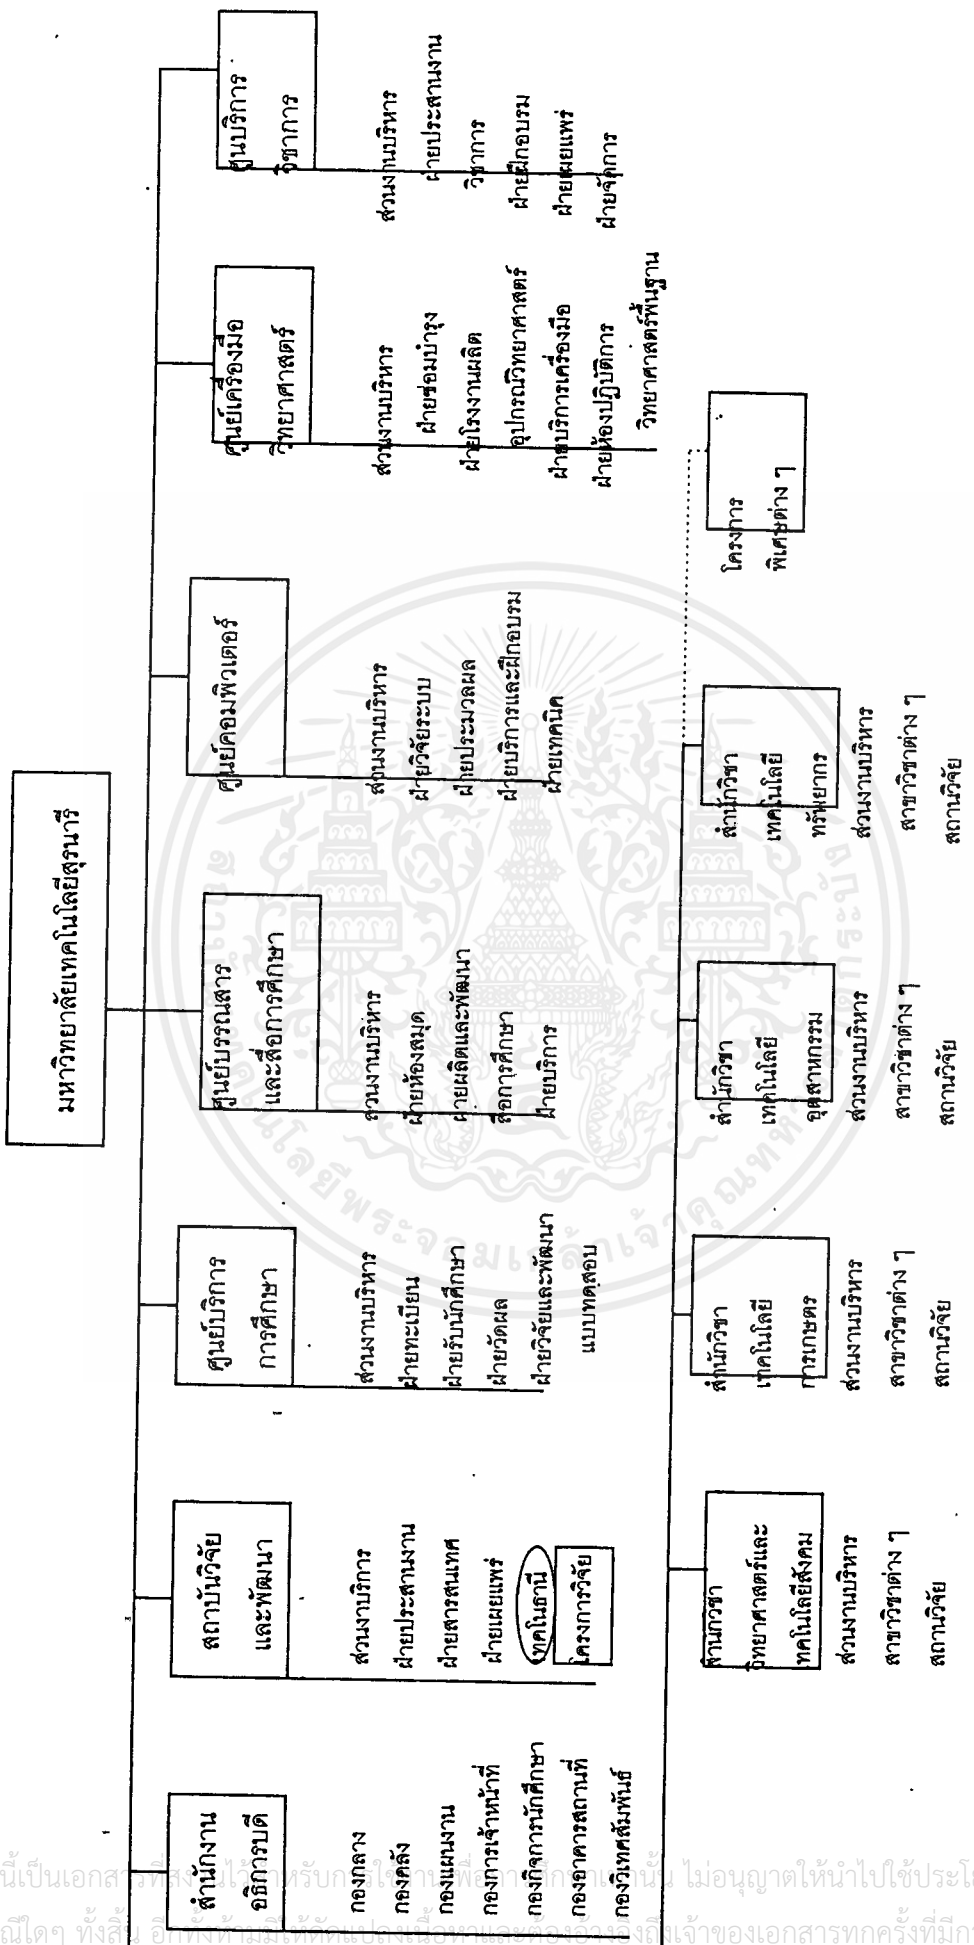 มหาวิทยาลัยเทคโนโลยีสุรนารี
สำนักงาน
อธิการบดี
กองกลาง
กองคลัง
กองแผนงาน
กองการเจ้าหน้าที่
กองกิจการนักศึกษา
กองอาคารสถานที่
กองวิเทศสัมพันธ์
สถาบันวิจัย
และพัฒนา
ส่วนงานบริการ
ฝ่ายประสานงาน
ฝ่ายสารสนเทศ
ฝ่ายเผยแพร่
เทคโนธานี
โครงการวิจัย
ศูนย์บริการ
การศึกษา
ส่วนงานบริหาร
ฝ่ายทะเบียน
ฝ่ายรับนักศึกษา
ฝ่ายวัดผล
ฝ่ายวิจัยและพัฒนา
แบบทดสอบ
ศูนย์บรรณสาร
และสื่อการศึกษา
ส่วนงานบริหาร
ฝ่ายห้องสมุด
ฝ่ายผลิตและพัฒนา
สื่อการศึกษา
ฝ่ายบริการ
ศูนย์คอมพิวเตอร์
ส่วนงานบริหาร
ฝ่ายวิจัยระบบ
ฝ่ายประมวลผล
ฝ่ายบริการและฝึกอบรม
ฝ่ายเทคนิค
ศูนย์เครื่องมือ
วิทยาศาสตร์
ส่วนงานบริหาร
ฝ่ายซ่อมบำรุง
ฝ่ายโรงงานผลิต
อุปกรณ์วิทยาศาสตร์
ฝ่ายบริการเครื่องมือ
ฝ่ายห้องปฏิบัติการ
วิทยาศาสตร์พื้นฐาน
ศูนบริการ
วิชาการ
ส่วนงานบริหาร
ฝ่ายประสานงาน
วิชาการ
ฝ่ายฝึกอบรม
ฝ่ายเผยแพร่
ฝ่ายจัดการ
สำนักวิชา
วิทยาศาสตร์และ
เทคโนโลยีสังคม
ส่วนงานบริหาร
สาขาวิชาต่าง ๆ
สถานวิจัย
สำนักวิชา
เทคโนโลยี
การเกษตร
ส่วนงานบริหาร
สาขาวิชาต่าง ๆ
สถานวิจัย
สำนักวิชา
เทคโนโลยี
อุตสาหกรรม
ส่วนงานบริหาร
สาขาวิชาต่าง ๆ
สถานวิจัย
สำนักวิชา
เทคโนโลยี
ทรัพยากร
ส่วนงานบริหาร
สาขาวิชาต่าง ๆ
สถานวิจัย
โครงการ
พิเศษต่าง ๆ